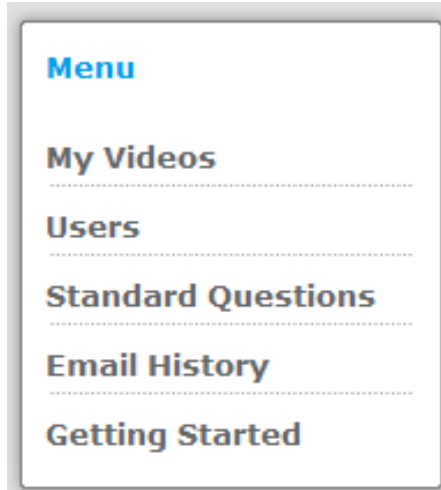 Menu
My Videos
Users
Standard Questions
Email History
Getting Started